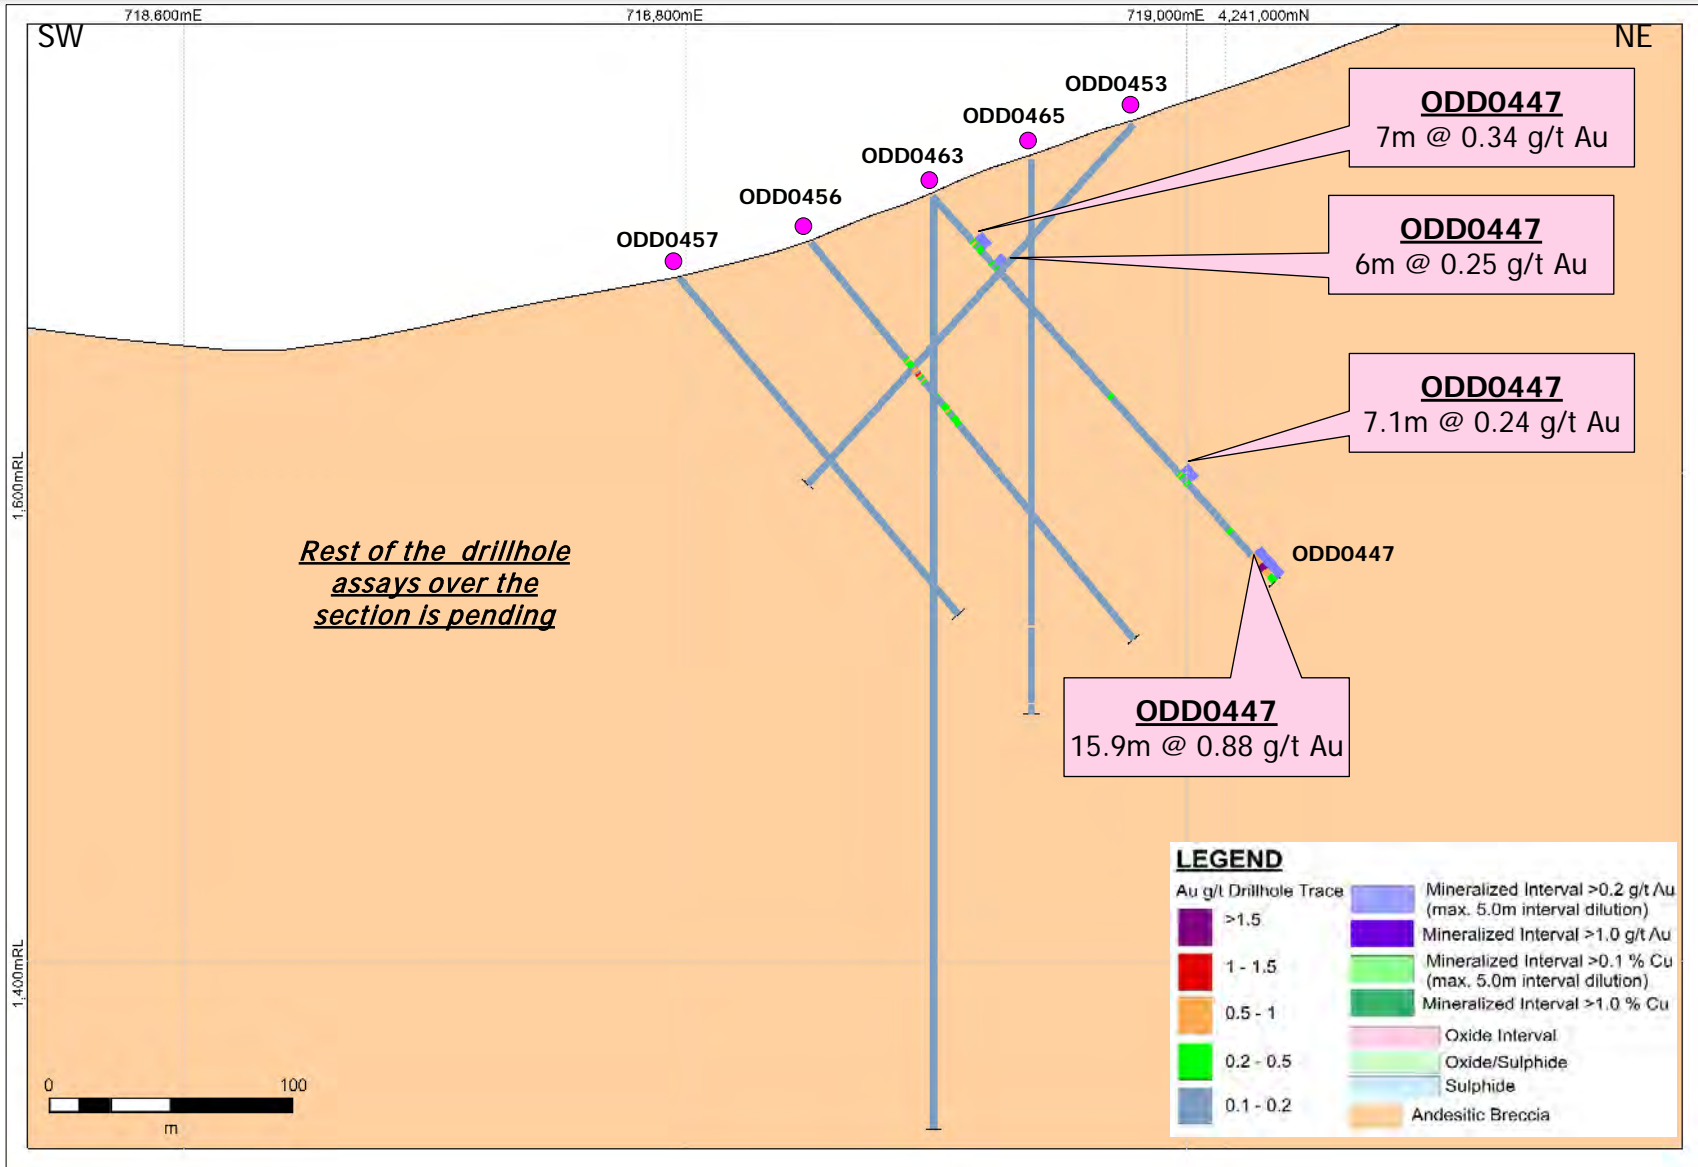 718.600mE
718,800mE
719,000mE
4,241,000mN
SW
NE
ODD0453
ODD0465
ODD0463
ODD0456
ODD0457
ODD0447
7m @ 0.34 g/t Au
ODD0447
6m @ 0.25 g/t Au
ODD0447
7.1m @ 0.24 g/t Au
1,600mRL
Rest of the drillhole
assays over the
section is pending
ODD0447
ODD0447
15.9m @ 0.88 g/t Au
1,400mRL
0 100
m
LEGEND
Au g/t Drillhole Trace
>1.5
1 - 1.5
0.5 - 1
0.2 - 0.5
0.1 - 0.2
Mineralized Interval >0.2 g/t Au
(max. 5.0m interval dilution)
Mineralized Interval >1.0 g/t Au
Mineralized Interval >0.1 % Cu
(max. 5.0m interval dilution)
Mineralized Interval >1.0 % Cu
Oxide Interval
Oxide/Sulphide
Sulphide
Andesitic Breccia